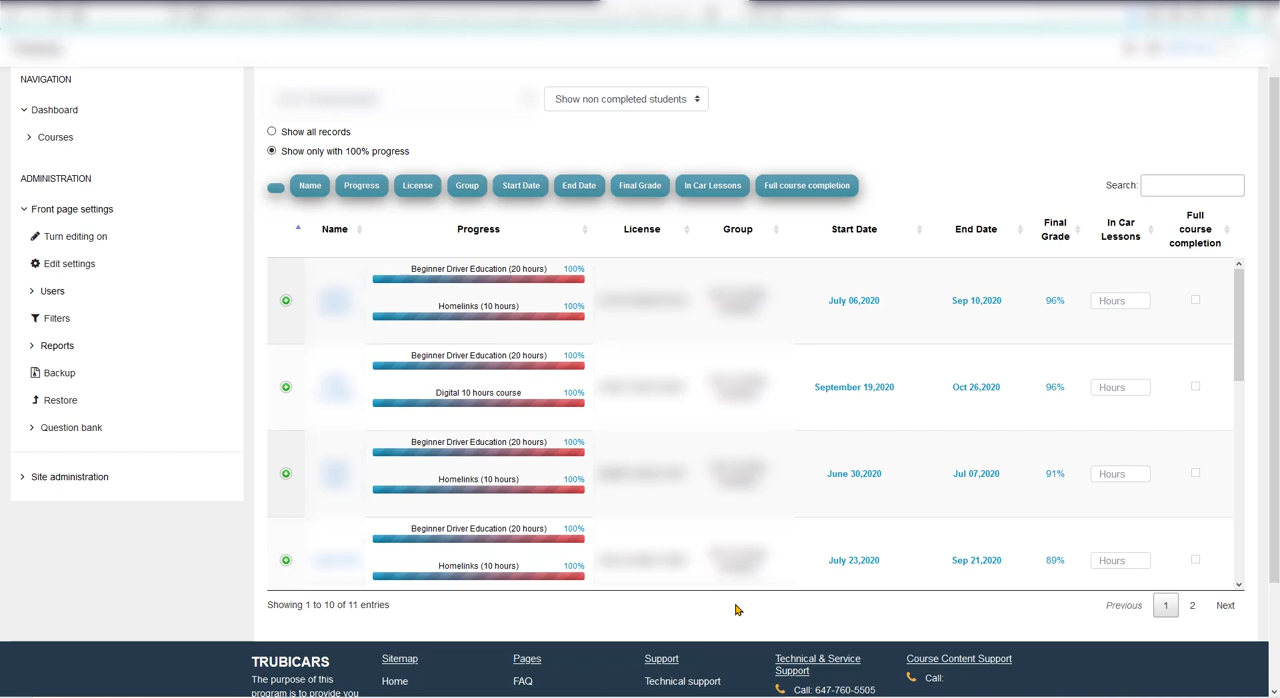 NAVIGATION
Dashboard
Courses
ADMINISTRATION
Front page settings
Turn editing on
Edit settings
Users
Filters
Reports
Backup
Restore
Question bank
Site administration
Show non completed students
Show all records
Show only with 100% progress
Name Progress License Group Start Date End Date Final Grade In Car Lessons Full course completion
Search:
Name Progress License Group Start Date End Date Final Grade In Car Lessons Full course completion
Beginner Driver Education (20 hours) 100%
Homelinks (10 hours) 100%
July 06,2020 Sep 10,2020 96% Hours
Beginner Driver Education (20 hours) 100%
Digital 10 hours course 100%
September 19,2020 Oct 26,2020 96% Hours
Beginner Driver Education (20 hours) 100%
Homelinks (10 hours) 100%
June 30,2020 Jul 07,2020 91% Hours
Beginner Driver Education (20 hours) 100%
Homelinks (10 hours) 100%
July 23,2020 Sep 21,2020 89% Hours
Showing 1 to 10 of 11 entries
Previous 1 2 Next
TRUBICARS
The purpose of this
program is to provide you
Sitemap
Home
Pages
FAQ
Support
Technical support
Technical & Service
Support
Call: 647-760-5505
Course Content Support
Call: